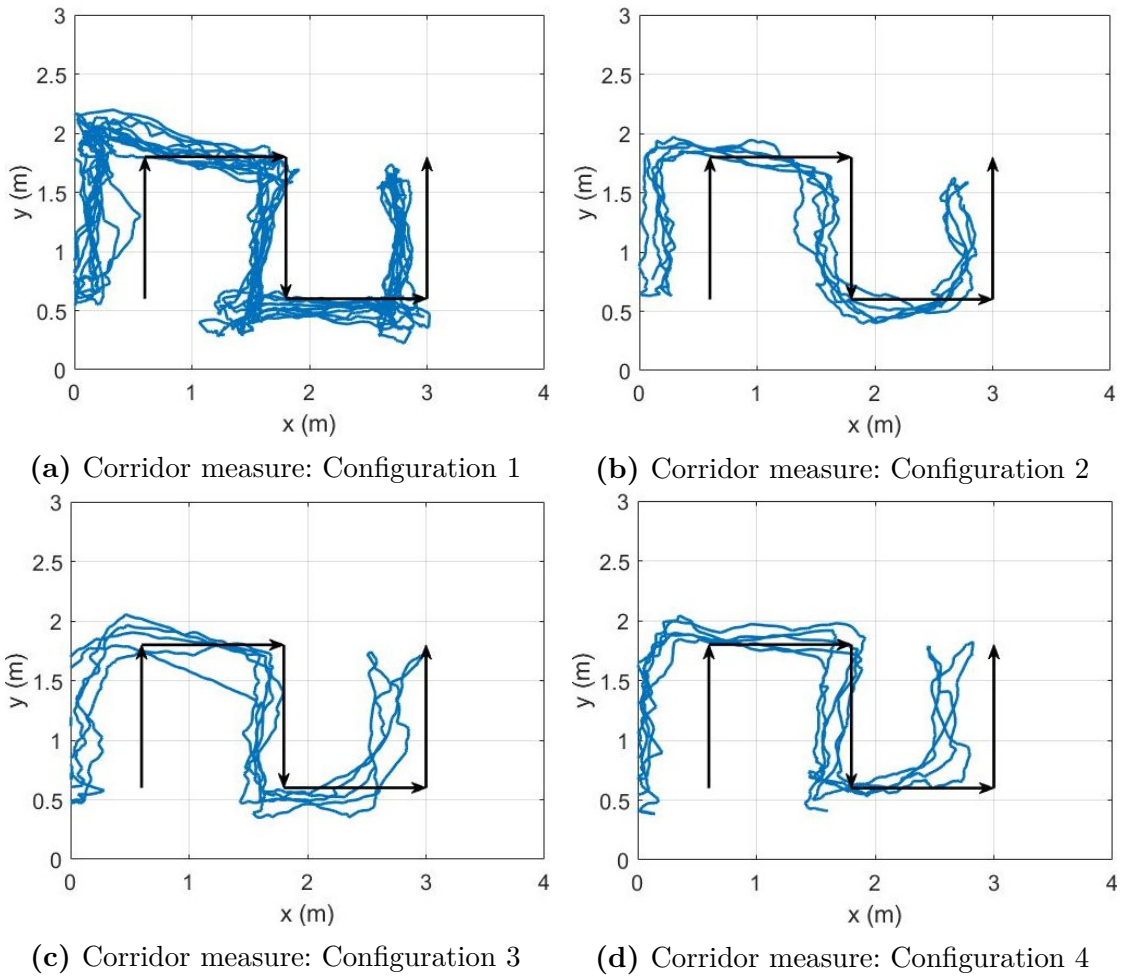 3
2.5
2
1.5
1
0.5
0
y (m)
0 1 2 3 4
x (m)
3
2.5
2
1.5
1
0.5
0
y (m)
0 1 2 3 4
x (m)
(a) Corridor measure: Configuration 1
(b) Corridor measure: Configuration 2
3
2.5
2
1.5
1
0.5
0
y (m)
0 1 2 3 4
x (m)
3
2.5
2
1.5
1
0.5
0
y (m)
0 1 2 3 4
x (m)
(c) Corridor measure: Configuration 3
(d) Corridor measure: Configuration 4